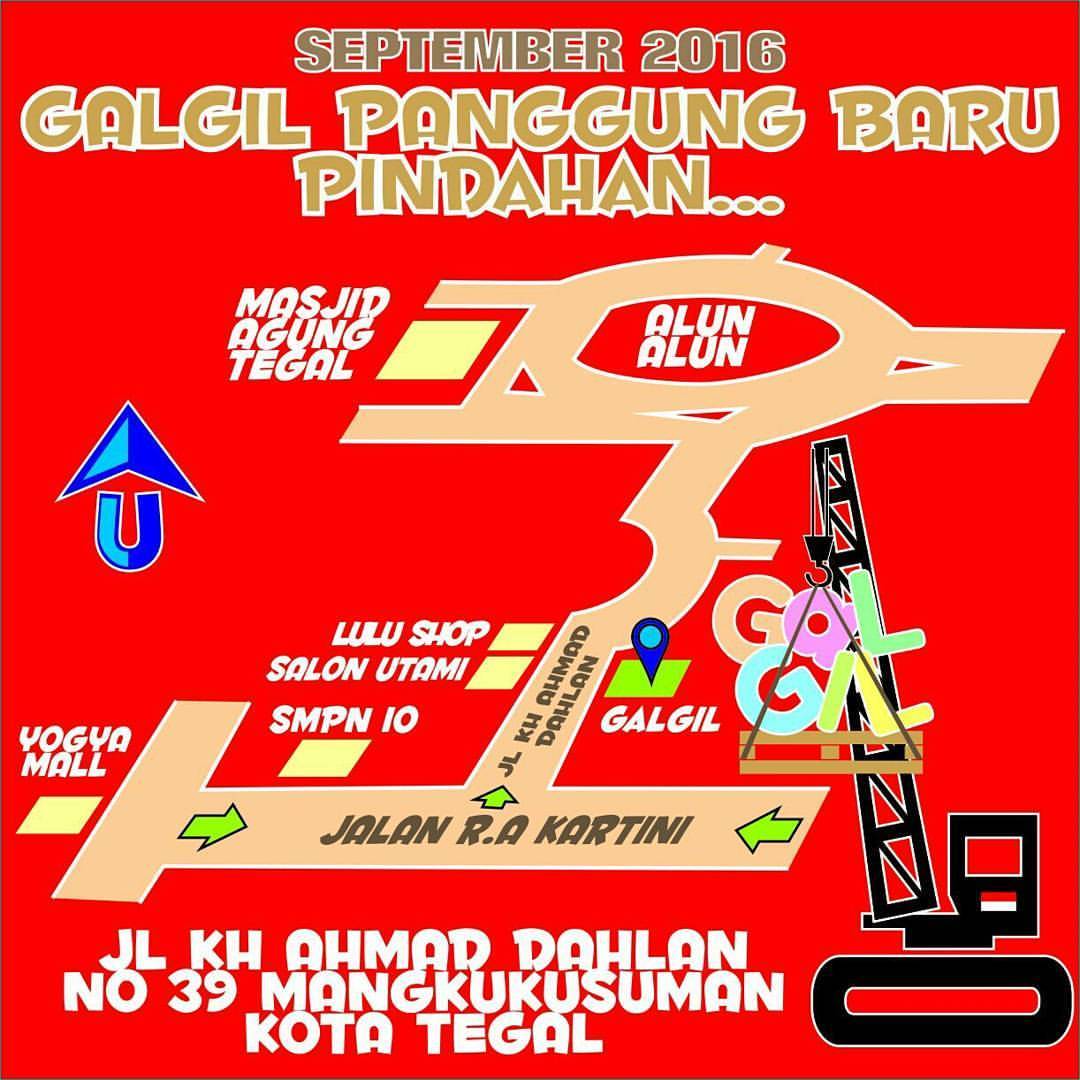 SEPTEMBER 2016
GALGIL PANGGUNG BARU
PINDAHAN...
MASJID
AGUNG
TEGAL
ALUN
ALUN
U
LULU SHOP
SALON UTAMI
JL KH AHMAD
DAHLAN
GAL
GIL
GALGIL
SMPN 10
YOGYA
MALL
JALAN R.A KARTINI
JL KH AHMAD DAHLAN
NO 39 MANGKUKUSUMAN
KOTA TEGAL